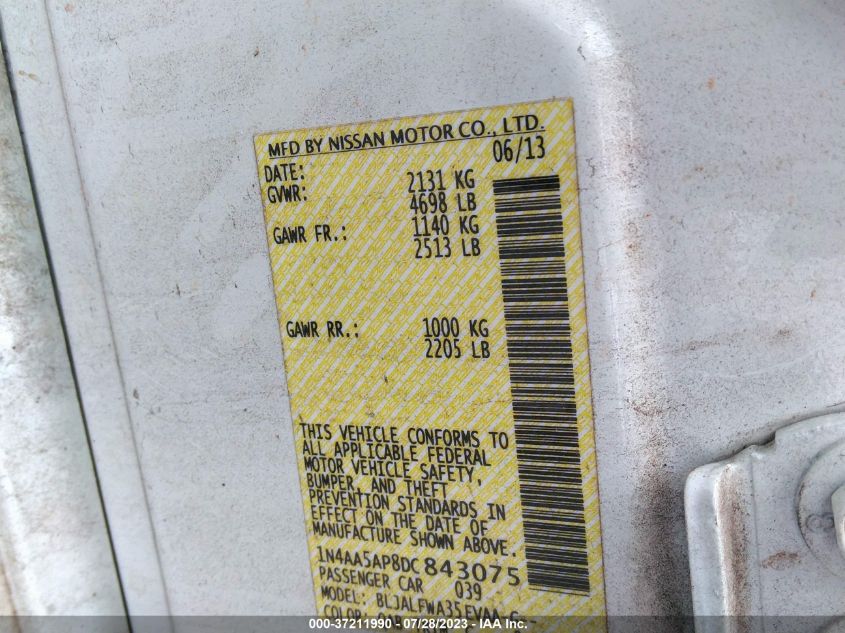 MFD BY NISSAN MOTOR CO., LTD.
DATE: 06/13
GVWR: 2131 KG
4698 LB
GAWR FR.: 1140 KG
2513 LB
GAWR RR.: 1000 KG
2205 LB
THIS VEHICLE CONFORMS TO
ALL APPLICABLE FEDERAL
MOTOR VEHICLE SAFETY,
BUMPER, AND THEFT
PREVENTION STANDARDS IN
EFFECT ON THE DATE OF
MANUFACTURE SHOWN ABOVE.
1N4AA5AP8DC843075
PASSENGER CAR 039
MODEL: BLJALFWA35EVAA-G--
COLOR:
000-37211990 - 07/28/2023 - IAA Inc.